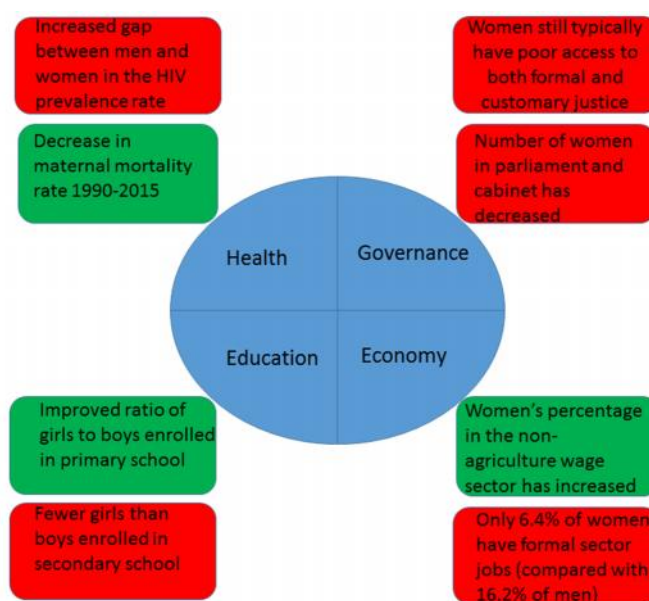 Increased gap
between men and
women in the HIV
prevalence rate
Decrease in
maternal mortality
rate 1990-2015
Women still typically
have poor access to
both formal and
customary justice
Number of women
in parliament and
cabinet has
decreased
Health
Governance
Education
Economy
Improved ratio of
girls to boys enrolled
in primary school
Fewer girls than
boys enrolled in
secondary school
Women's percentage
in the non-
agriculture wage
sector has increased
Only 6.4% of women
have formal sector
jobs (compared with
16.2% of men)